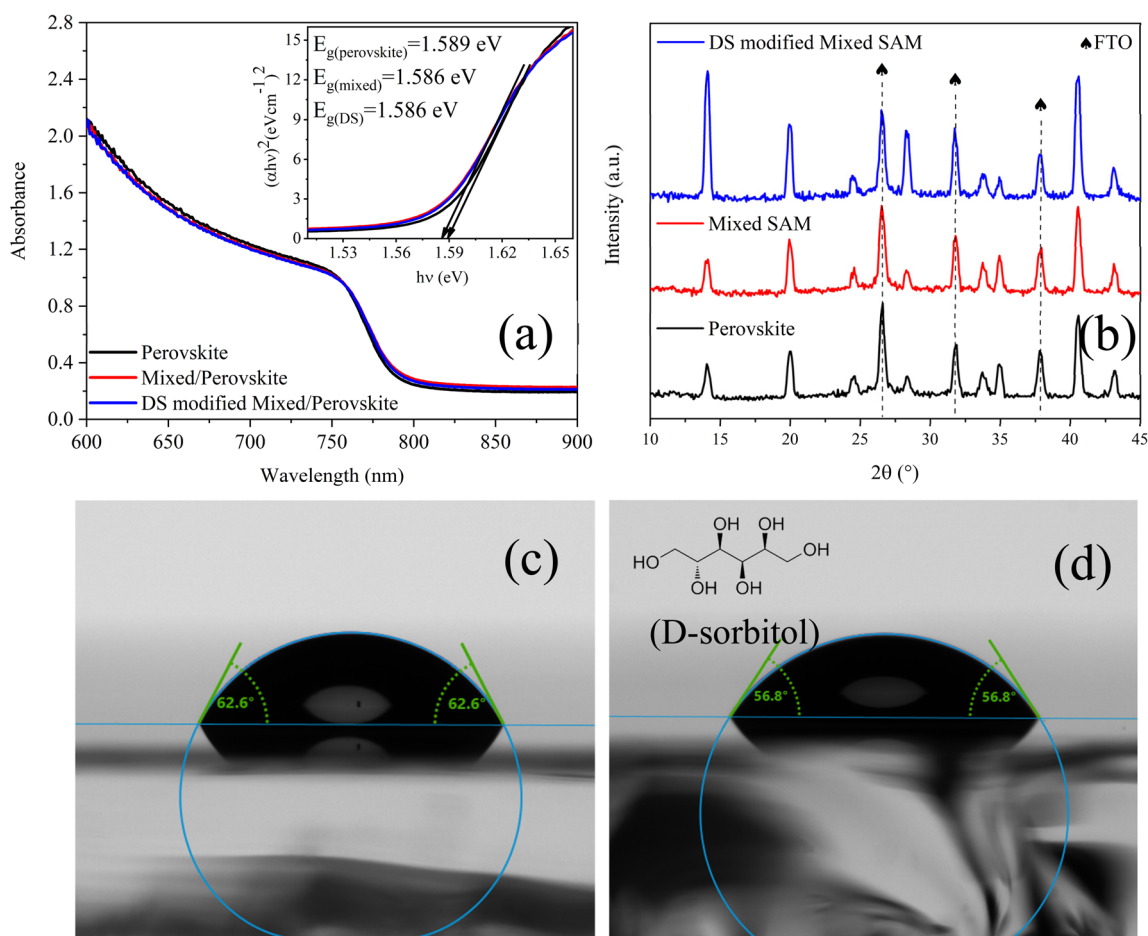 2.8
2.4
2.0
1.6
1.2
0.8
0.4
0.0
Absorbance
600
650
700
750
800
850
900
Wavelength (nm)
Perovskite
Mixed/Perovskite
DS modified Mixed/Perovskite
(a)
15
12
9
6
3
0
(αhν)²(eVcm⁻¹)²
E_g(perovskite)=1.589 eV
E_g(mixed)=1.586 eV
E_g(DS)=1.586 eV
1.53
1.56
1.59
1.62
1.65
hν (eV)
DS modified Mixed SAM
♠FTO
Mixed SAM
Perovskite
(b)
Intensity (a.u.)
10
15
20
25
30
35
40
45
2θ (°)
(c)
62.6°
62.6°
OH
OH
HO
OH
OH
OH
(d)
(D-sorbitol)
56.8°
56.8°